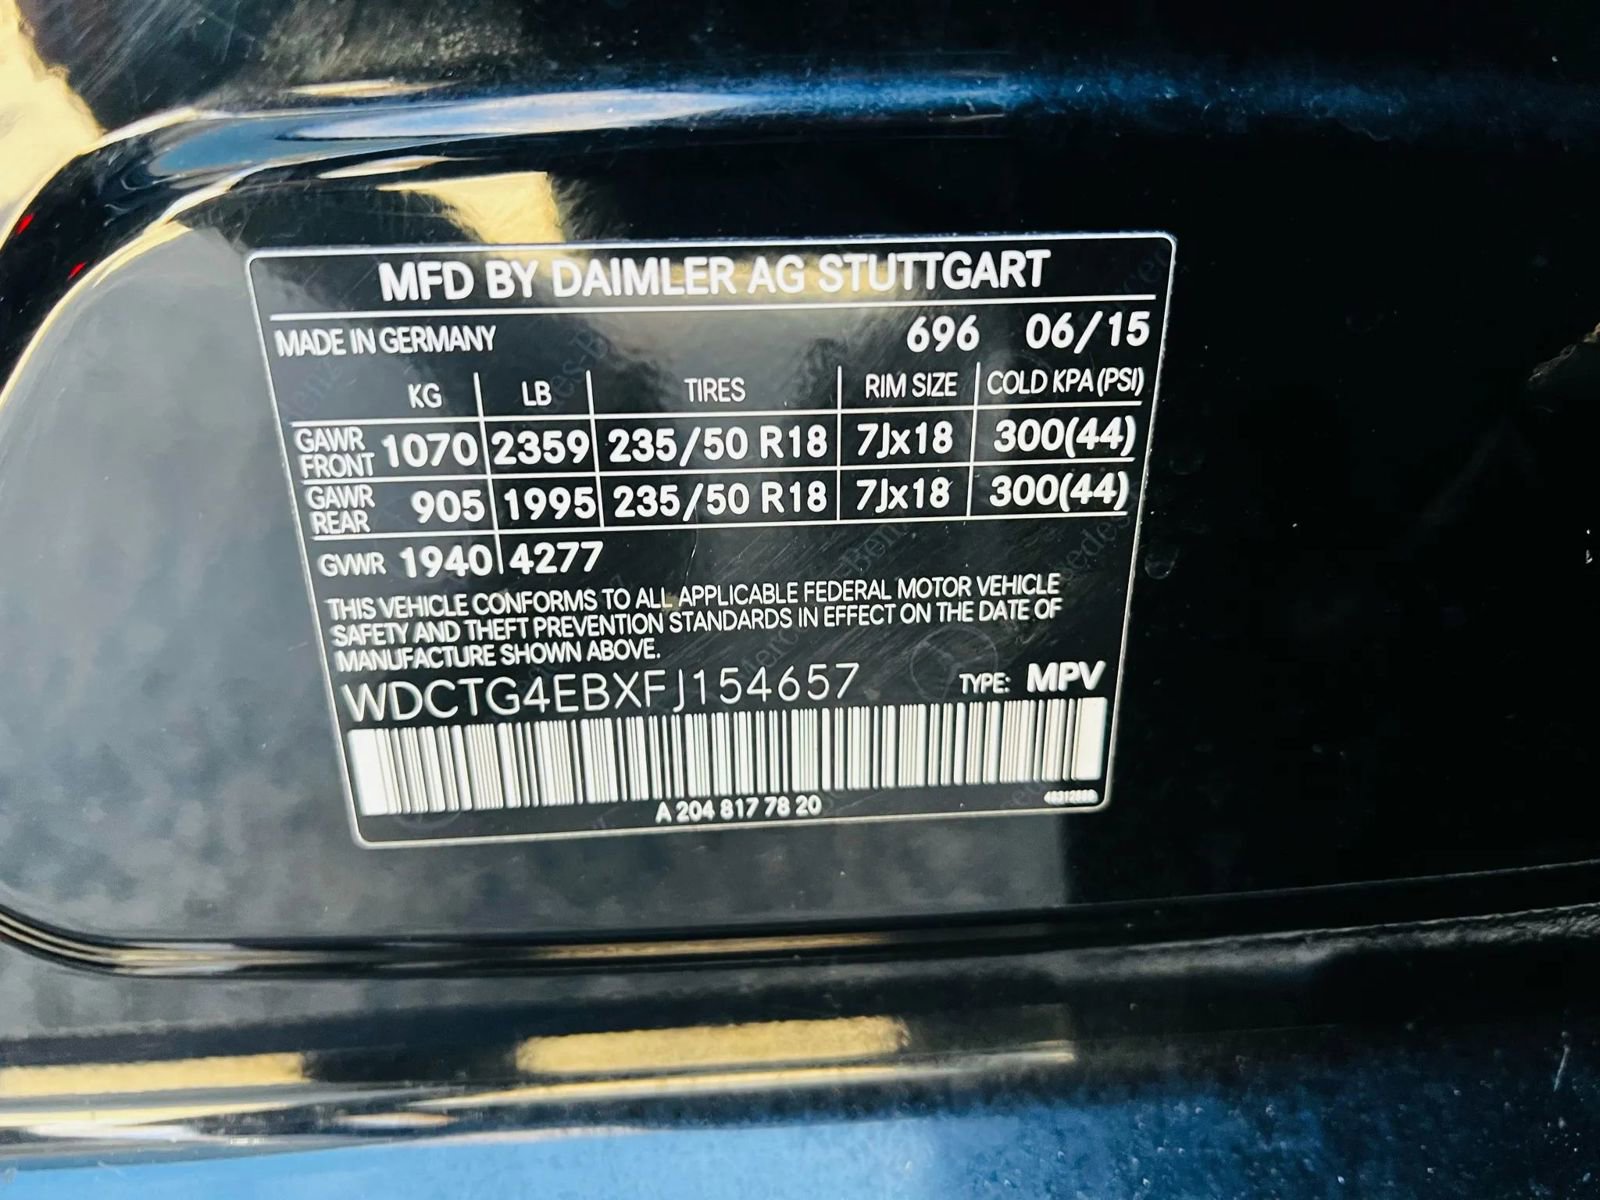 MFD BY DAIMLER AG STUTTGART
MADE IN GERMANY 696 06/15
KG LB TIRES RIM SIZE COLD KPA (PSI)
GAWR FRONT 1070 2359 235/50 R18 7Jx18 300(44)
GAWR REAR 905 1995 235/50 R18 7Jx18 300(44)
GVWR 1940 4277
THIS VEHICLE CONFORMS TO ALL APPLICABLE FEDERAL MOTOR VEHICLE
SAFETY AND THEFT PREVENTION STANDARDS IN EFFECT ON THE DATE OF
MANUFACTURE SHOWN ABOVE.
WDCTG4EBXFJ154657 TYPE: MPV
A 204 817 78 20